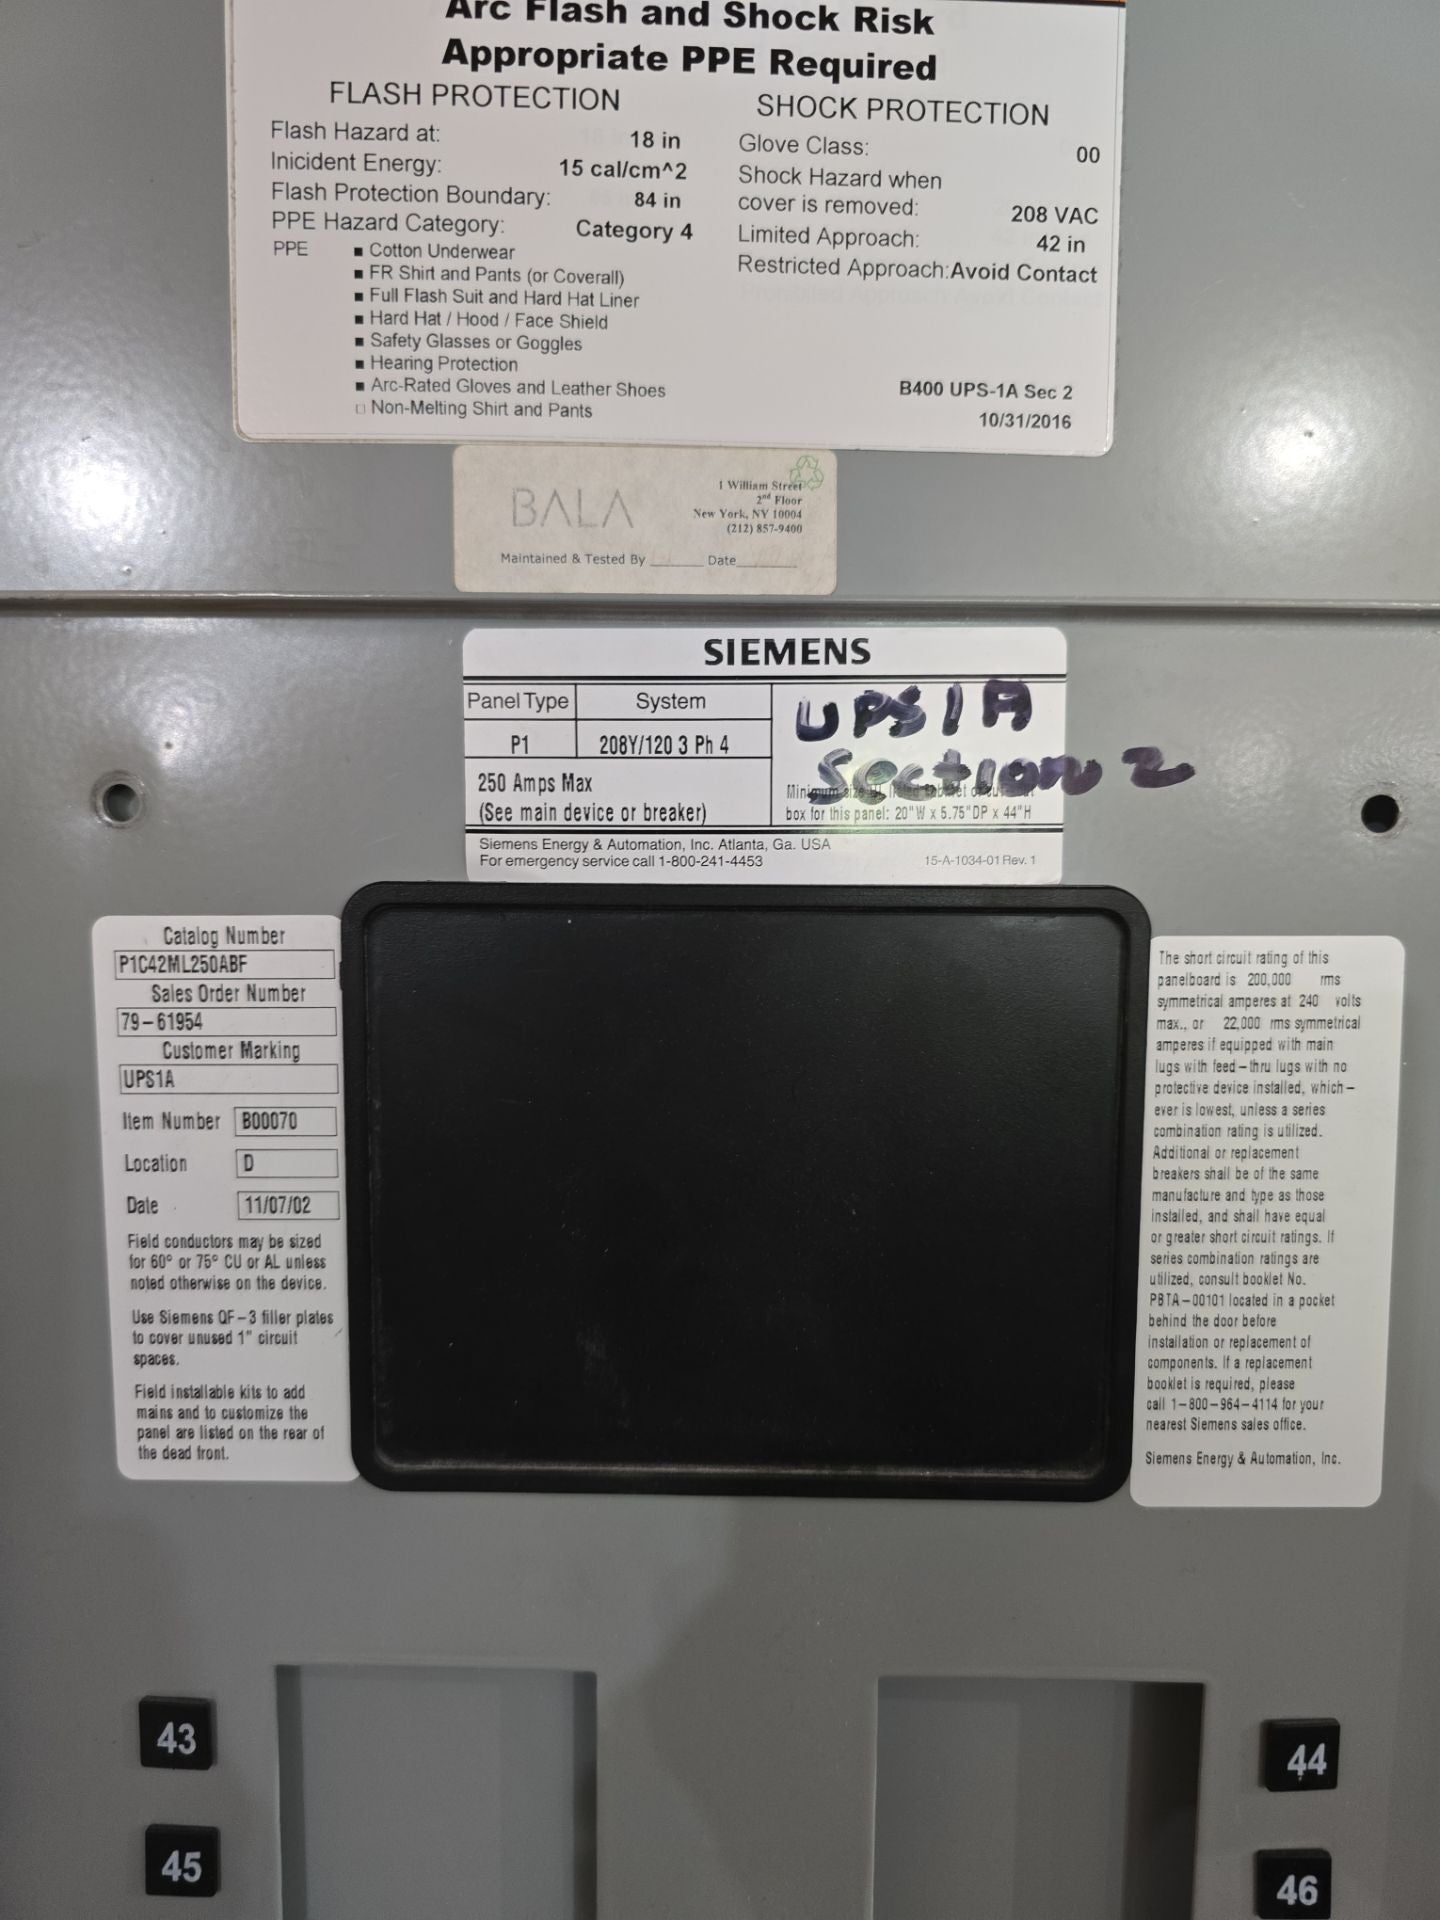 Arc Flash and Shock Risk
Appropriate PPE Required
FLASH PROTECTION
Flash Hazard at: 18 in
Inicident Energy: 15 cal/cm^2
Flash Protection Boundary: 84 in
PPE Hazard Category: Category 4
PPE ■ Cotton Underwear
■ FR Shirt and Pants (or Coverall)
■ Full Flash Suit and Hard Hat Liner
■ Hard Hat / Hood / Face Shield
■ Safety Glasses or Goggles
■ Hearing Protection
■ Arc-Rated Gloves and Leather Shoes
□ Non-Melting Shirt and Pants
SHOCK PROTECTION
Glove Class: 00
Shock Hazard when
cover is removed: 208 VAC
Limited Approach: 42 in
Restricted Approach: Avoid Contact
B400 UPS-1A Sec 2
10/31/2016
BALA
1 William Street
2nd Floor
New York, NY 10004
(212) 857-9400
Maintained & Tested By ______ Date______
SIEMENS
Panel Type System
P1 208Y/120 3 Ph 4
250 Amps Max
(See main device or breaker)
UPS1A
Section 2
Minimum size UL listed cabinet or cut out
box for this panel: 20"W x 5.75"DP x 44"H
Siemens Energy & Automation, Inc. Atlanta, Ga. USA
For emergency service call 1-800-241-4453
15-A-1034-01 Rev. 1
Catalog Number
P1C42ML250ABF
Sales Order Number
79-61954
Customer Marking
UPS1A
Item Number B00070
Location D
Date 11/07/02
Field conductors may be sized
for 60° or 75° CU or AL unless
noted otherwise on the device.
Use Siemens QF-3 filler plates
to cover unused 1" circuit
spaces.
Field installable kits to add
mains and to customize the
panel are listed on the rear of
the dead front.
The short circuit rating of this
panelboard is 200,000 rms
symmetrical amperes at 240 volts
max., or 22,000 rms symmetrical
amperes if equipped with main
lugs with feed-thru lugs with no
protective device installed, which-
ever is lowest, unless a series
combination rating is utilized.
Additional or replacement
breakers shall be of the same
manufacture and type as those
installed, and shall have equal
or greater short circuit ratings. If
series combination ratings are
utilized, consult booklet No.
PBTA-00101 located in a pocket
behind the door before
installation or replacement of
components. If a replacement
booklet is required, please
call 1-800-964-4114 for your
nearest Siemens sales office.
Siemens Energy & Automation, Inc.
43
44
45
46